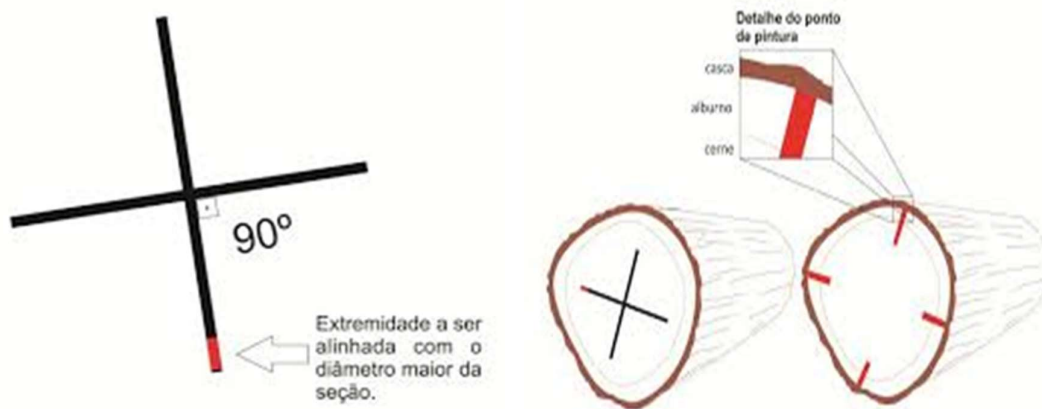 90º
Extremidade a ser
alinhada com o
diâmetro maior da
seção.
Detalhe do ponto
da pintura
casca
alburno
cerne